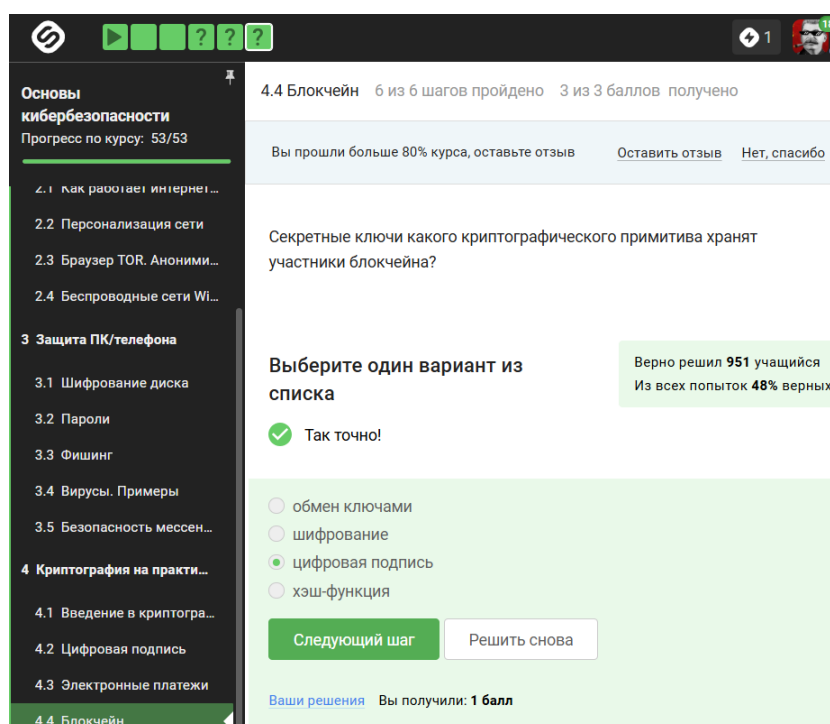 ? ? ?
1
Основы
кибербезопасности
Прогресс по курсу: 53/53
2.2 Персонализация сети
2.3 Браузер TOR. Аноними...
2.4 Беспроводные сети Wi...
3 Защита ПК/телефона
3.1 Шифрование диска
3.2 Пароли
3.3 Фишинг
3.4 Вирусы. Примеры
3.5 Безопасность мессен...
4 Криптография на практи...
4.1 Введение в криптогра...
4.2 Цифровая подпись
4.3 Электронные платежи
4.4 Блокчейн
4.4 Блокчейн 6 из 6 шагов пройдено 3 из 3 баллов получено
Вы прошли больше 80% курса, оставьте отзыв Оставить отзыв Нет, спасибо
Секретные ключи какого криптографического примитива хранят
участники блокчейна?
Выберите один вариант из
списка
Верно решил 951 учащийся
Из всех попыток 48% верных
Так точно!
обмен ключами
шифрование
цифровая подпись
хэш-функция
Следующий шаг Решить снова
Ваши решения Вы получили: 1 балл